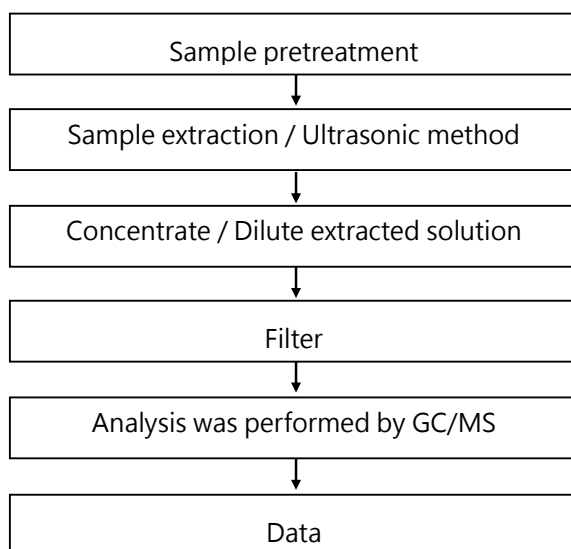 Sample pretreatment
Sample extraction / Ultrasonic method
Concentrate / Dilute extracted solution
Filter
Analysis was performed by GC/MS
Data